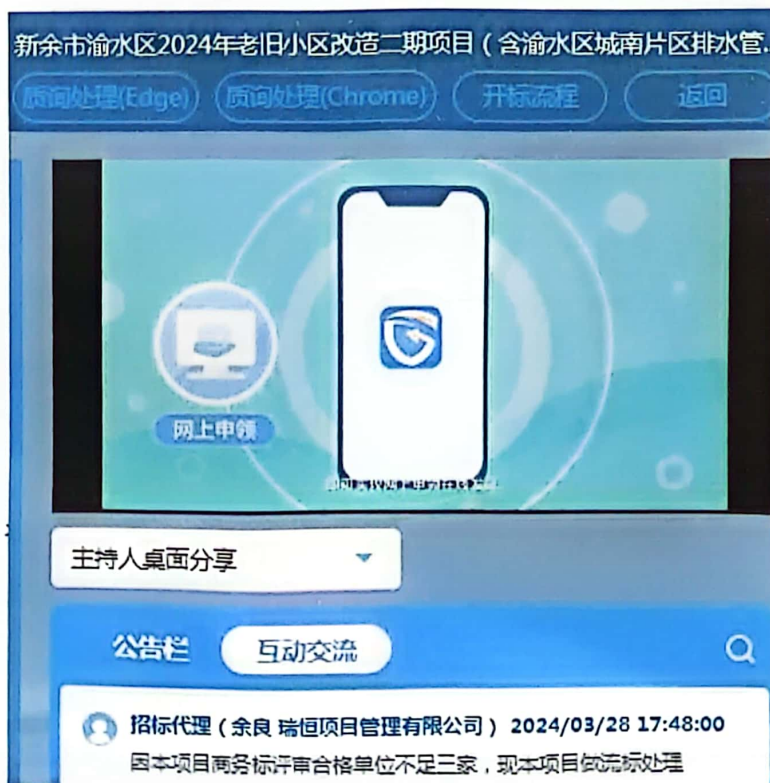 新余市渝水区2024年老旧小区改造二期项目（含渝水区城南片区排水管..
质询处理(Edge) 质询处理(Chrome) 开标流程 返回
网上申领
主持人桌面分享
公告栏 互动交流
招标代理（余良 瑞恒项目管理有限公司） 2024/03/28 17:48:00
因本项目商务标评审合格单位不足三家，现本项目做流标处理